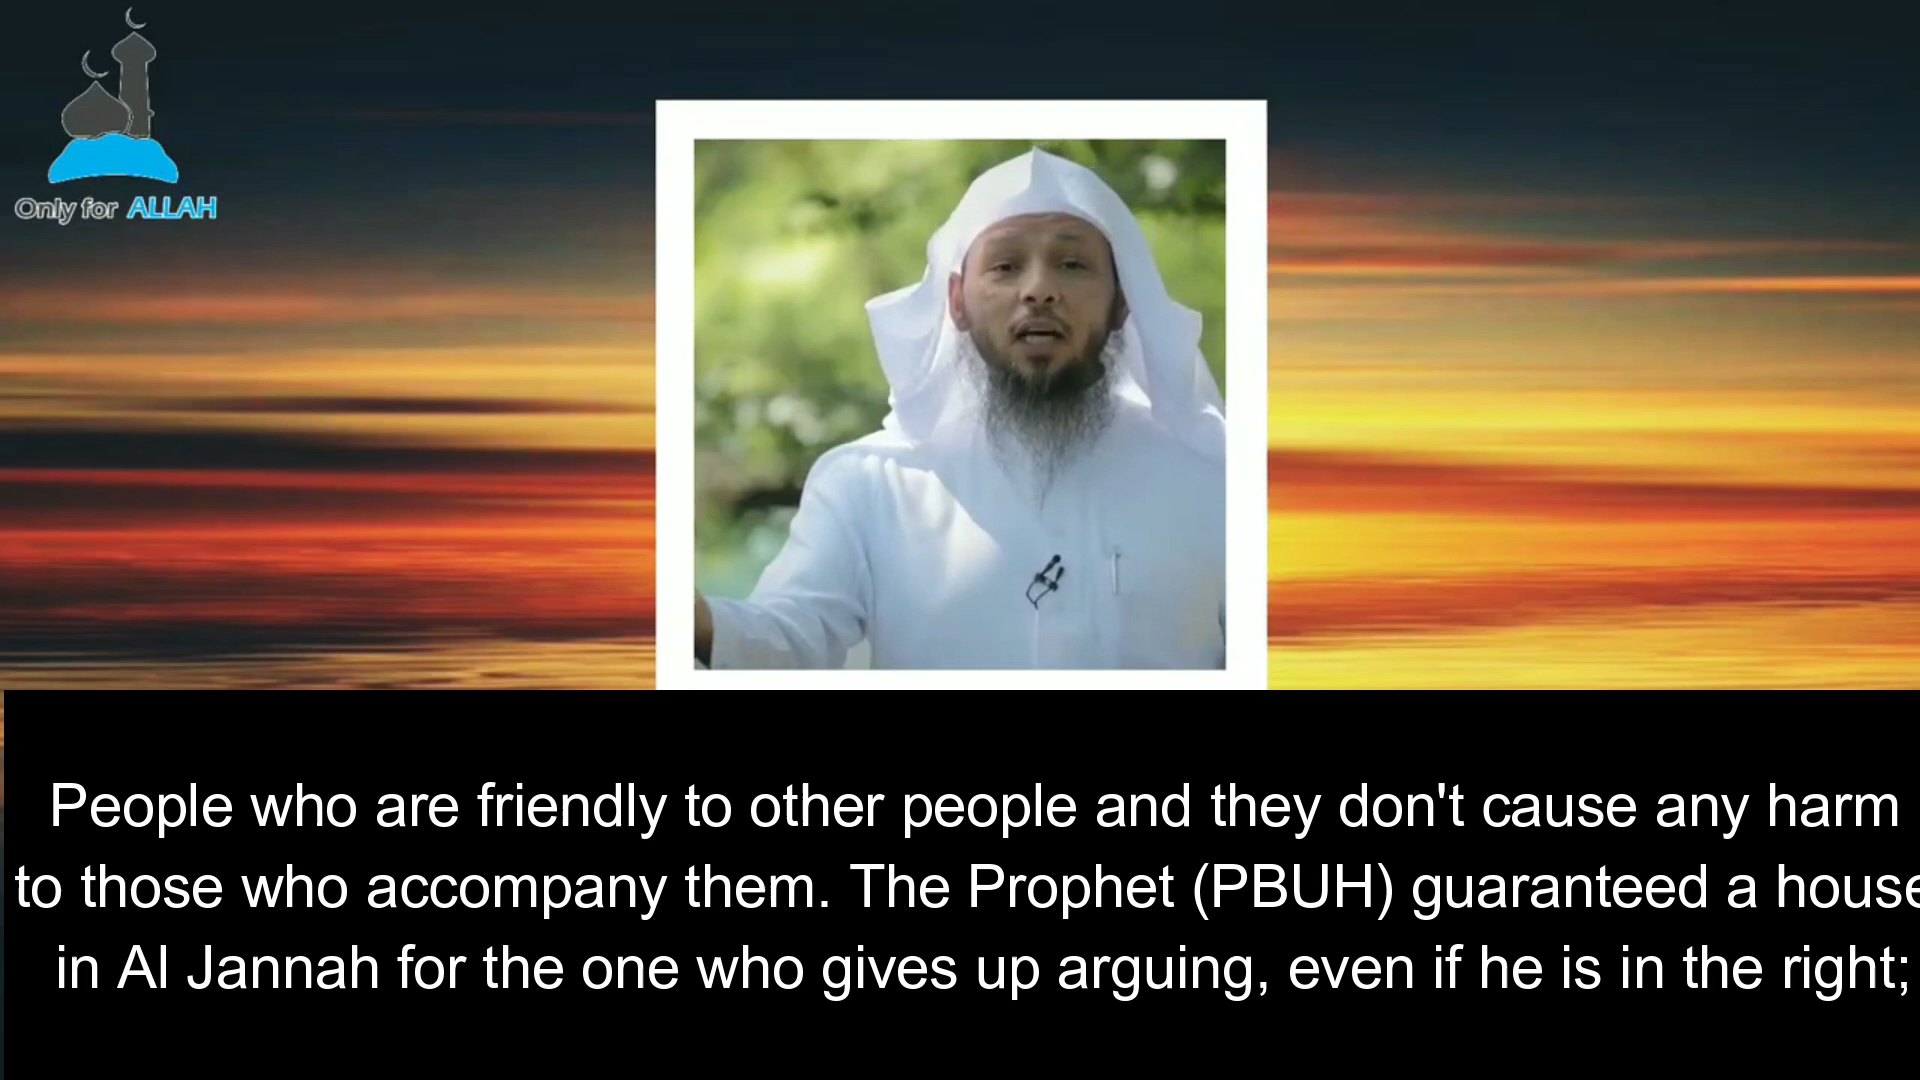 Only for ALLAH
People who are friendly to other people and they don't cause any harm
to those who accompany them. The Prophet (PBUH) guaranteed a house
in Al Jannah for the one who gives up arguing, even if he is in the right;